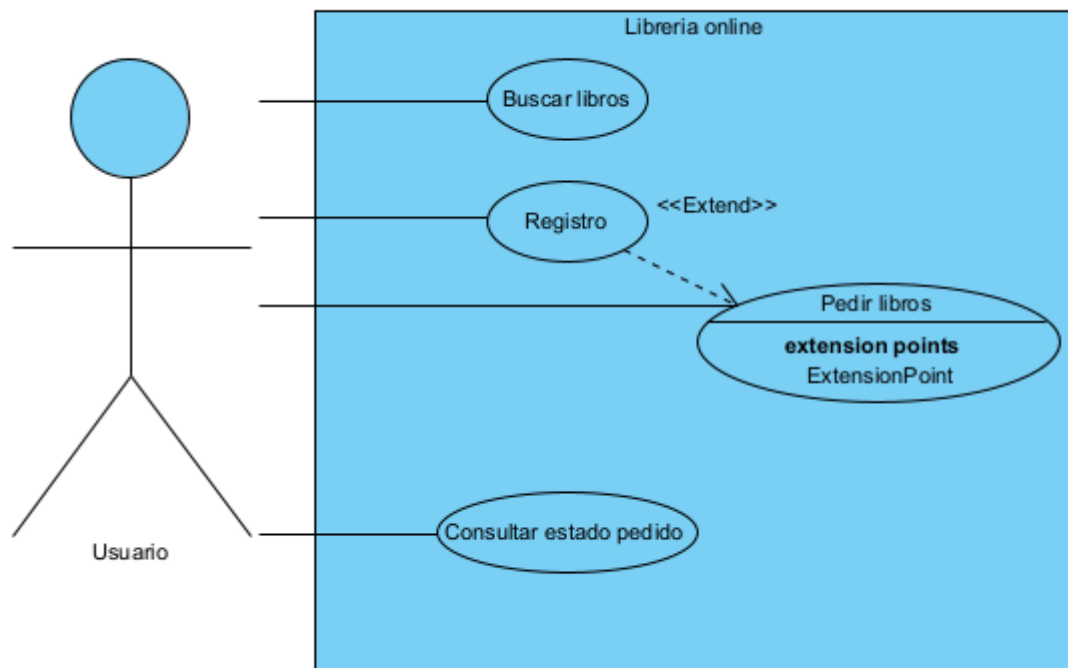 Libreria online
Buscar libros
Registro
<<Extend>>
Pedir libros
extension points
ExtensionPoint
Consultar estado pedido
Usuario